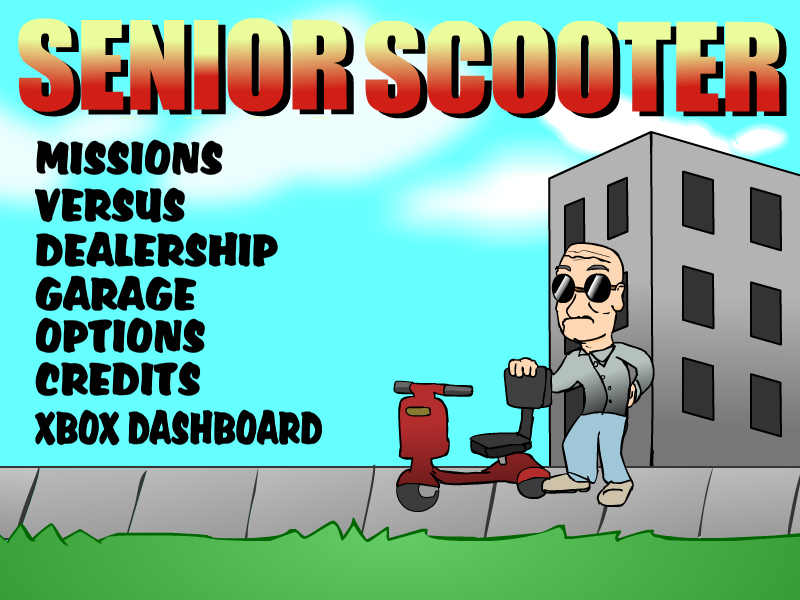 SENIOR SCOOTER
MISSIONS
VERSUS
DEALERSHIP
GARAGE
OPTIONS
CREDITS
XBOX DASHBOARD